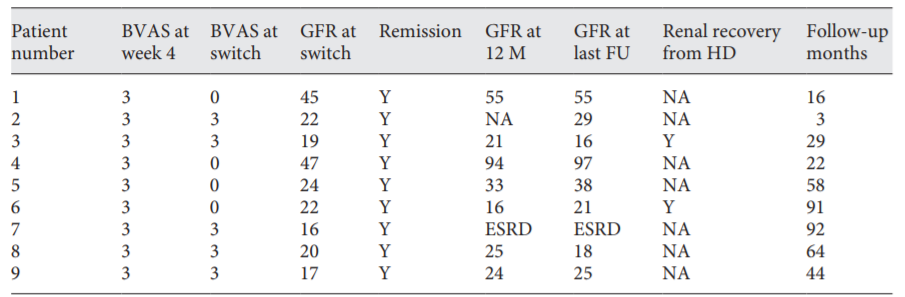 Patient number BVAS at week 4 BVAS at switch GFR at switch Remission GFR at 12 M GFR at last FU Renal recovery from HD Follow-up months
1 3 0 45 Y 55 55 NA 16
2 3 3 22 Y NA 29 NA 3
3 3 3 19 Y 21 16 Y 29
4 3 0 47 Y 94 97 NA 22
5 3 0 24 Y 33 38 NA 58
6 3 0 22 Y 16 21 Y 91
7 3 3 16 Y ESRD ESRD NA 92
8 3 3 20 Y 25 18 NA 64
9 3 3 17 Y 24 25 NA 44